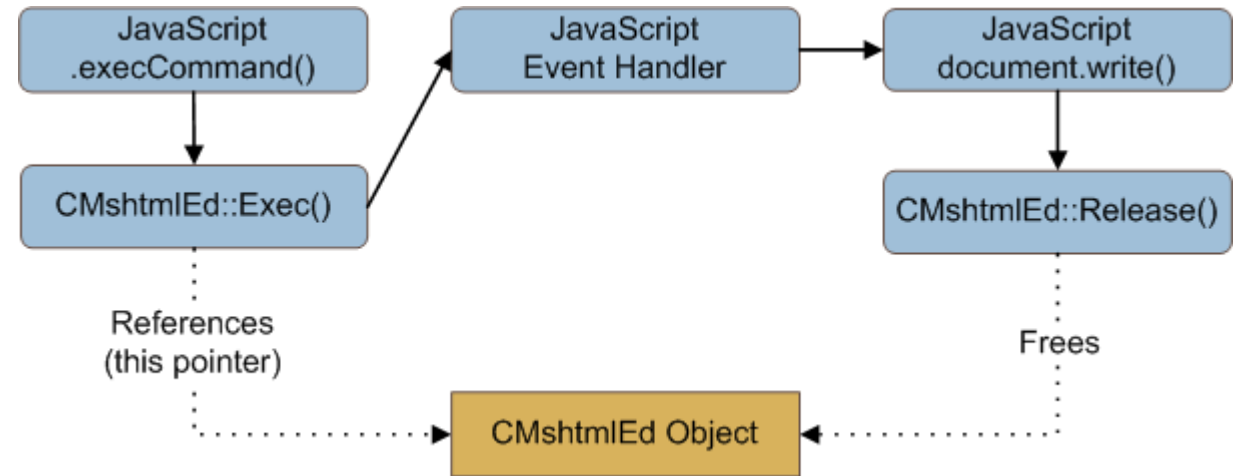 JavaScript
.execCommand()
JavaScript
Event Handler
JavaScript
document.write()
CMshtmlEd::Exec()
CMshtmlEd::Release()
References
(this pointer)
Frees
CMshtmlEd Object